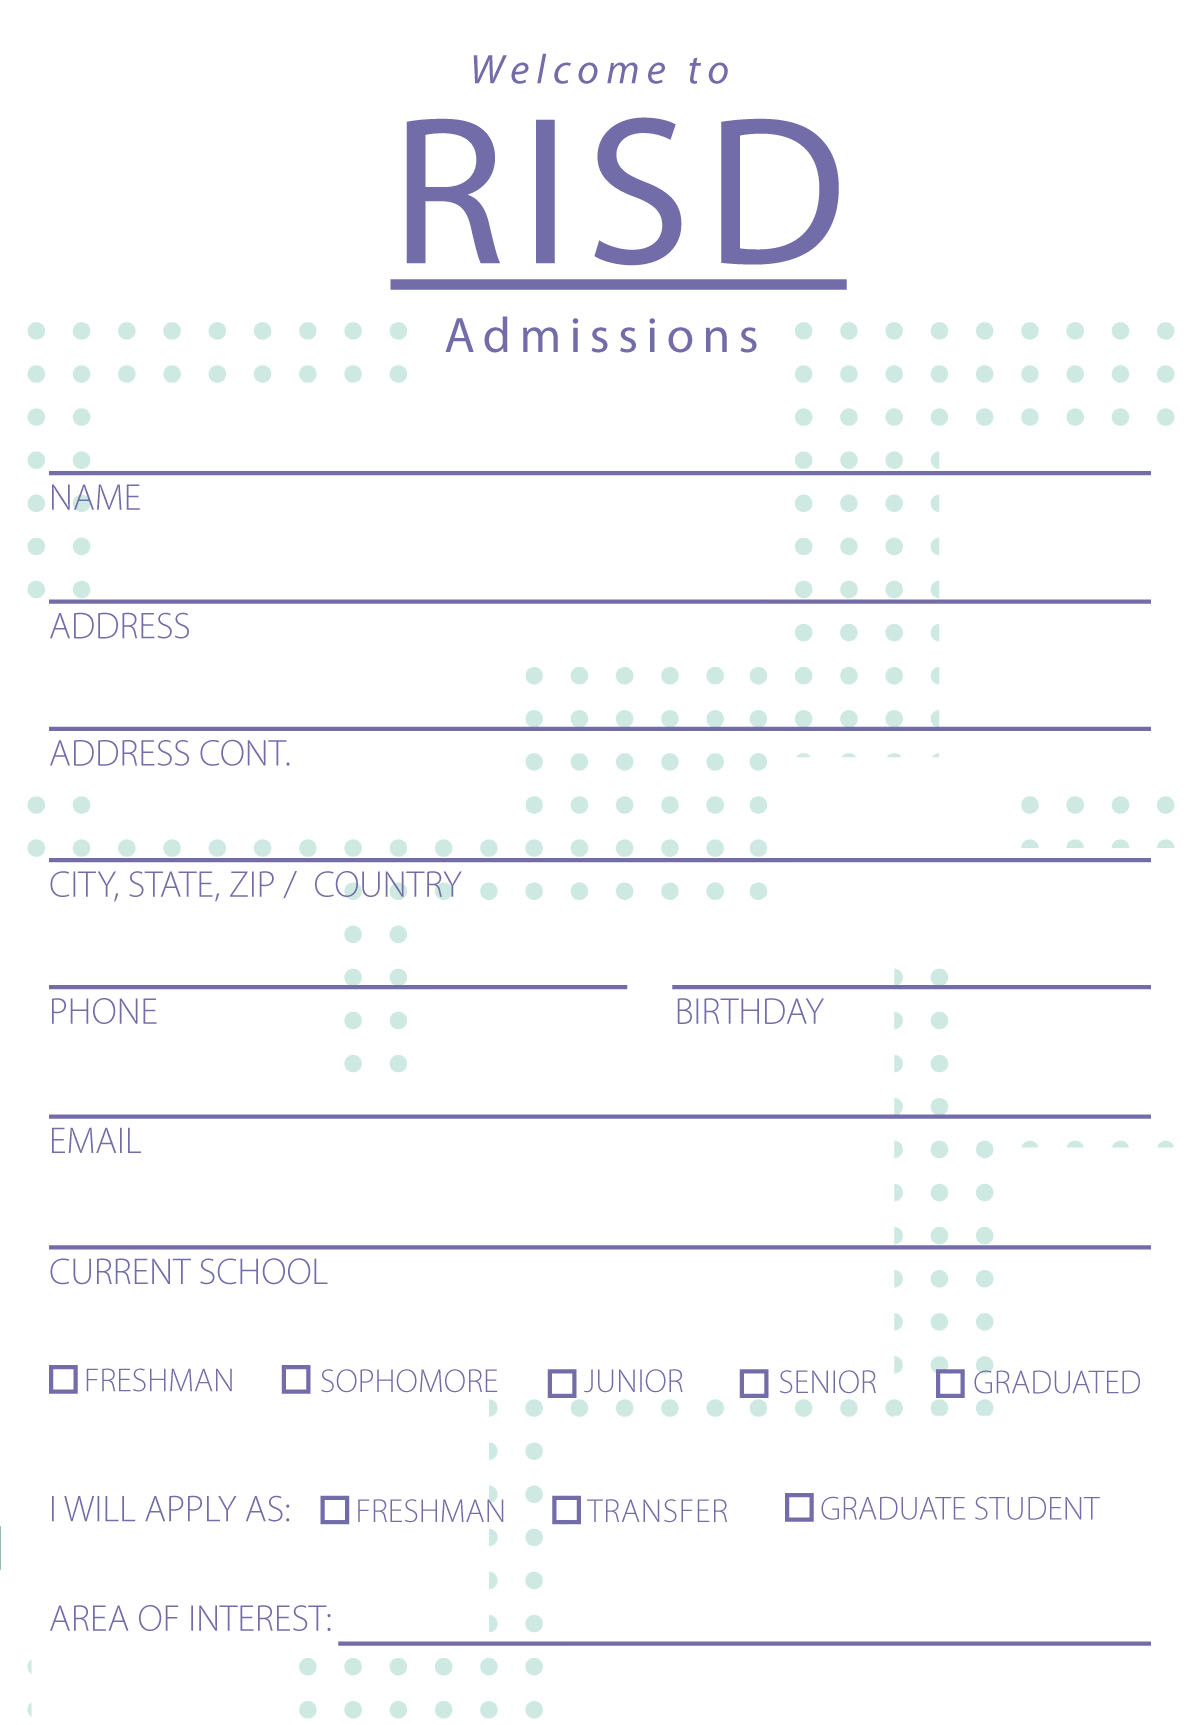 Welcome to
RISD
Admissions
NAME
ADDRESS
ADDRESS CONT.
CITY, STATE, ZIP / COUNTRY
PHONE BIRTHDAY
EMAIL
CURRENT SCHOOL
FRESHMAN SOPHOMORE JUNIOR SENIOR GRADUATED
I WILL APPLY AS: FRESHMAN TRANSFER GRADUATE STUDENT
AREA OF INTEREST: